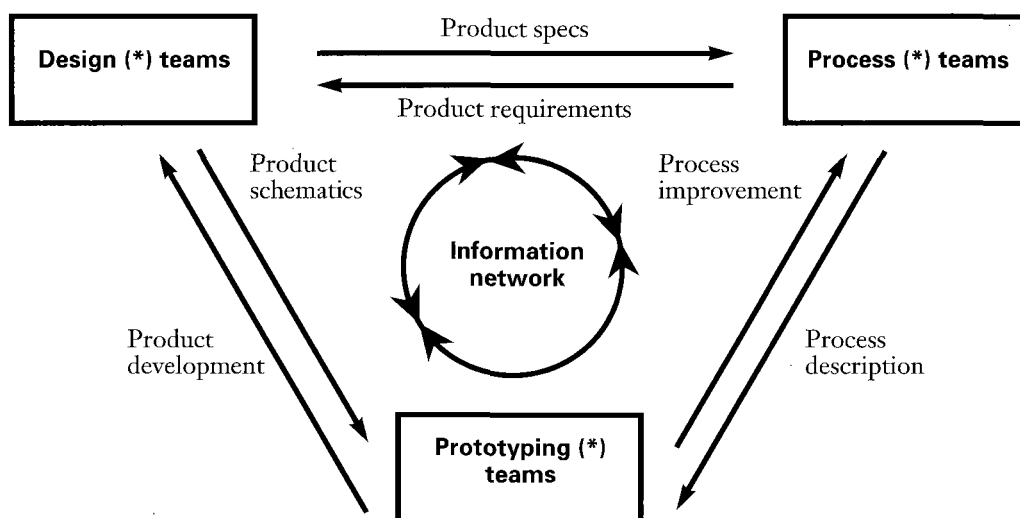 Product specs
Design (*) teams
Process (*) teams
Product requirements
Product
schematics
Process
improvement
Information
network
Product
development
Process
description
Prototyping (*)
teams